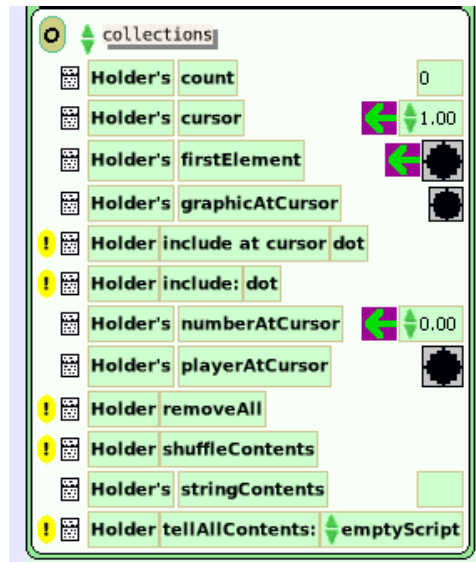 collections
Holder's count 0
Holder's cursor 1.00
Holder's firstElement
Holder's graphicAtCursor
! Holder include at cursor dot
! Holder include: dot
Holder's numberAtCursor 0.00
Holder's playerAtCursor
! Holder removeAll
! Holder shuffleContents
Holder's stringContents
! Holder tellAllContents: emptyScript